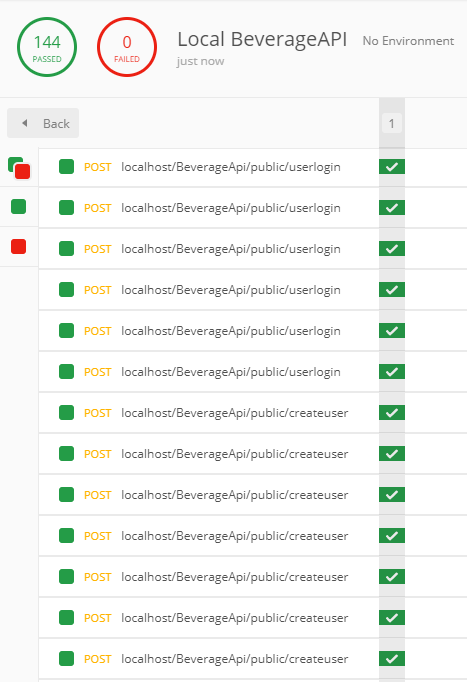 144
PASSED
0
FAILED
Local BeverageAPI
No Environment
just now
Back
1
POST localhost/BeverageApi/public/userlogin
POST localhost/BeverageApi/public/userlogin
POST localhost/BeverageApi/public/userlogin
POST localhost/BeverageApi/public/userlogin
POST localhost/BeverageApi/public/userlogin
POST localhost/BeverageApi/public/userlogin
POST localhost/BeverageApi/public/createuser
POST localhost/BeverageApi/public/createuser
POST localhost/BeverageApi/public/createuser
POST localhost/BeverageApi/public/createuser
POST localhost/BeverageApi/public/createuser
POST localhost/BeverageApi/public/createuser
POST localhost/BeverageApi/public/createuser